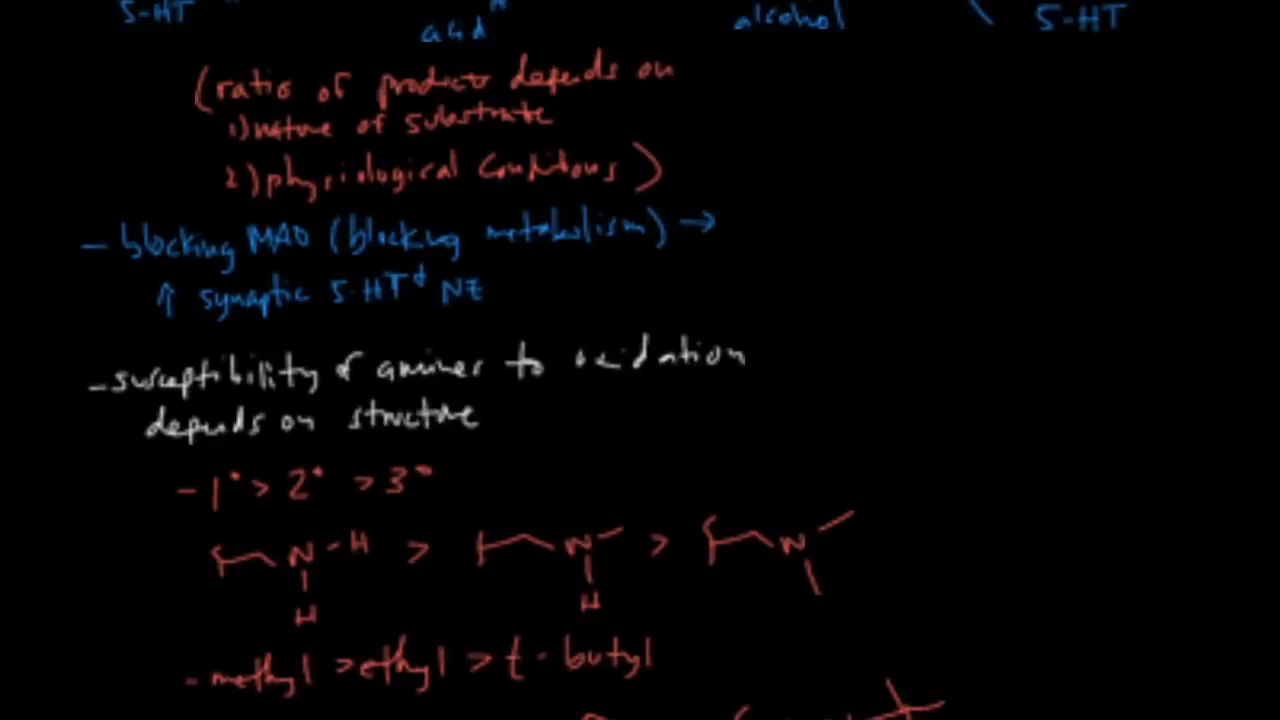 5-HT acid alcohol 5-HT
(ratio of products depends on
1) nature of substrate
2) physiological conditions)
- blocking MAO (blocking metabolism) →
↑ synaptic 5-HT + NE
- susceptibility of amines to oxidation
depends on structure
- 1° > 2° > 3°
N - H > N > N
H H
- methyl > ethyl > t-butyl